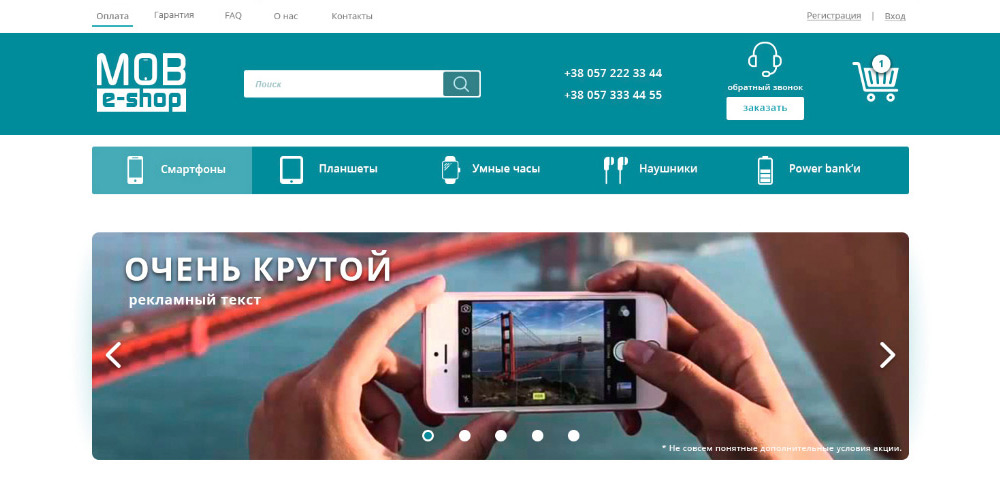 Оплата
Гарантия
FAQ
О нас
Контакты
Регистрация | Вход
MOB
e-shop
Поиск
+38 057 222 33 44
+38 057 333 44 55
обратный звонок
заказать
1
Смартфоны
Планшеты
Умные часы
Наушники
Power bank'и
ОЧЕНЬ КРУТОЙ
рекламный текст
* Не совсем понятные дополнительные условия акции.